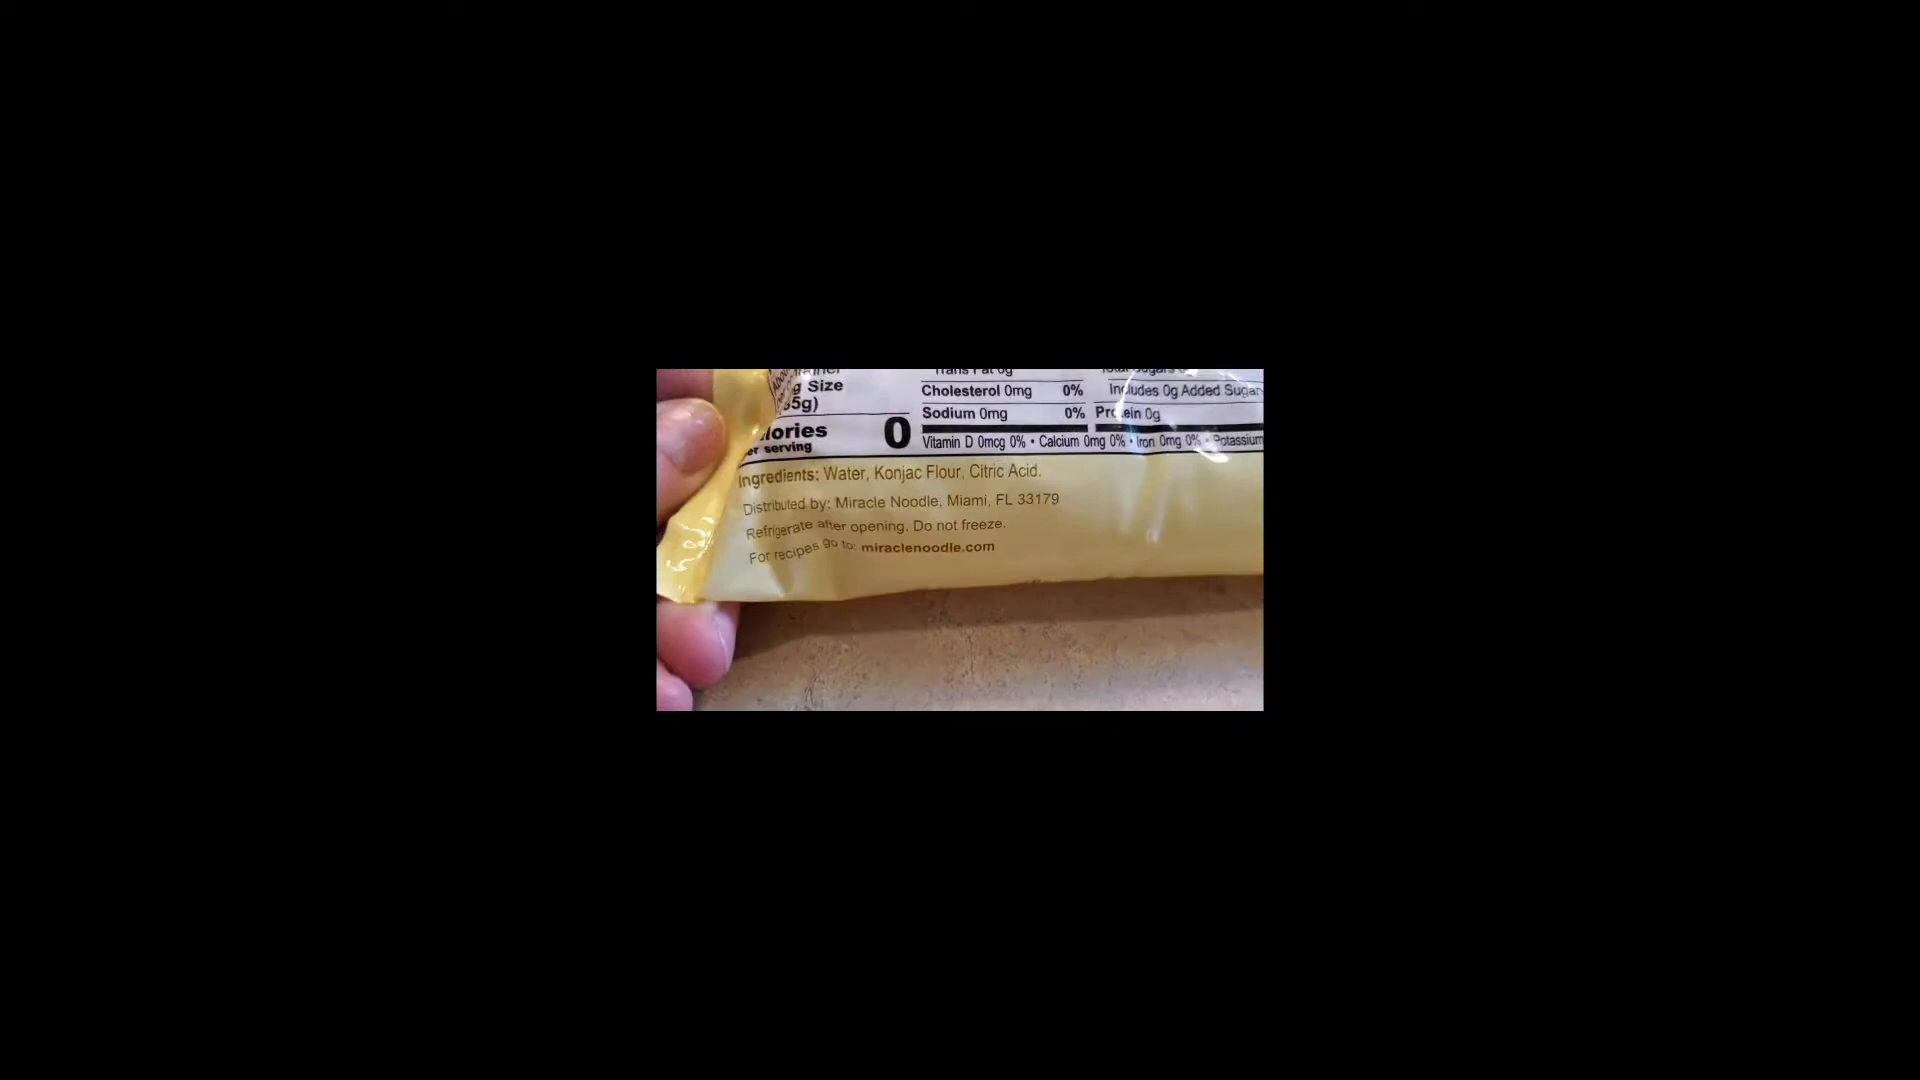 g Size
5g)
lories 0
er serving
Trans Fat 0g
Cholesterol 0mg 0%
Sodium 0mg 0%
Total Sugars
Includes 0g Added Sugar
Protein 0g
Vitamin D 0mcg 0% • Calcium 0mg 0% • Iron 0mg 0% • Potassium
Ingredients: Water, Konjac Flour, Citric Acid.
Distributed by: Miracle Noodle, Miami, FL 33179
Refrigerate after opening. Do not freeze.
For recipes go to: miraclenoodle.com